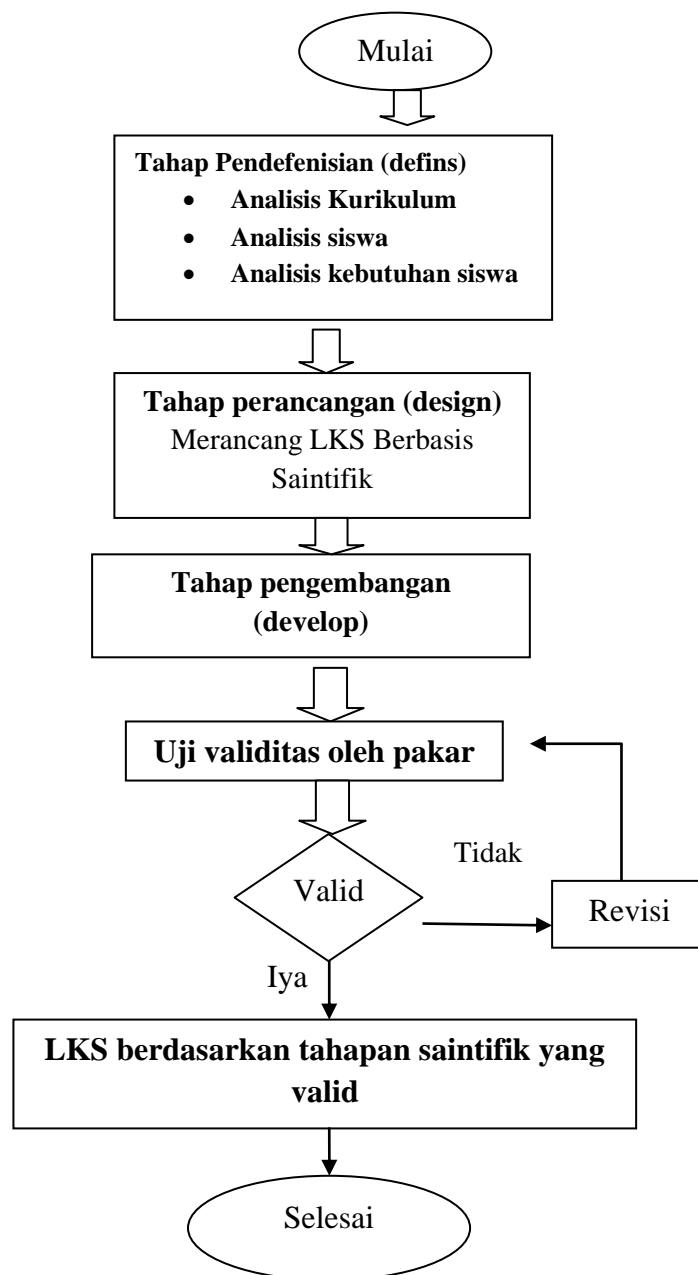 Mulai
Tahap Pendefenisian (defins)
• Analisis Kurikulum
• Analisis siswa
• Analisis kebutuhan siswa
Tahap perancangan (design)
Merancang LKS Berbasis
Saintifik
Tahap pengembangan
(develop)
Uji validitas oleh pakar
Valid
Tidak
Revisi
Iya
LKS berdasarkan tahapan saintifik yang
valid
Selesai